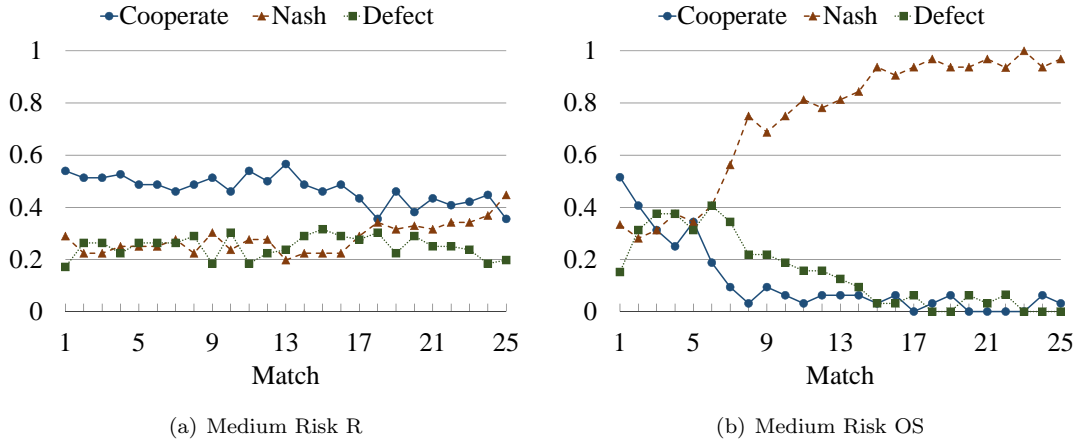 Cooperate Nash Defect
1
0.8
0.6
0.4
0.2
0
1 5 9 13 17 21 25
Match
(a) Medium Risk R
Cooperate Nash Defect
1
0.8
0.6
0.4
0.2
0
1 5 9 13 17 21 25
Match
(b) Medium Risk OS